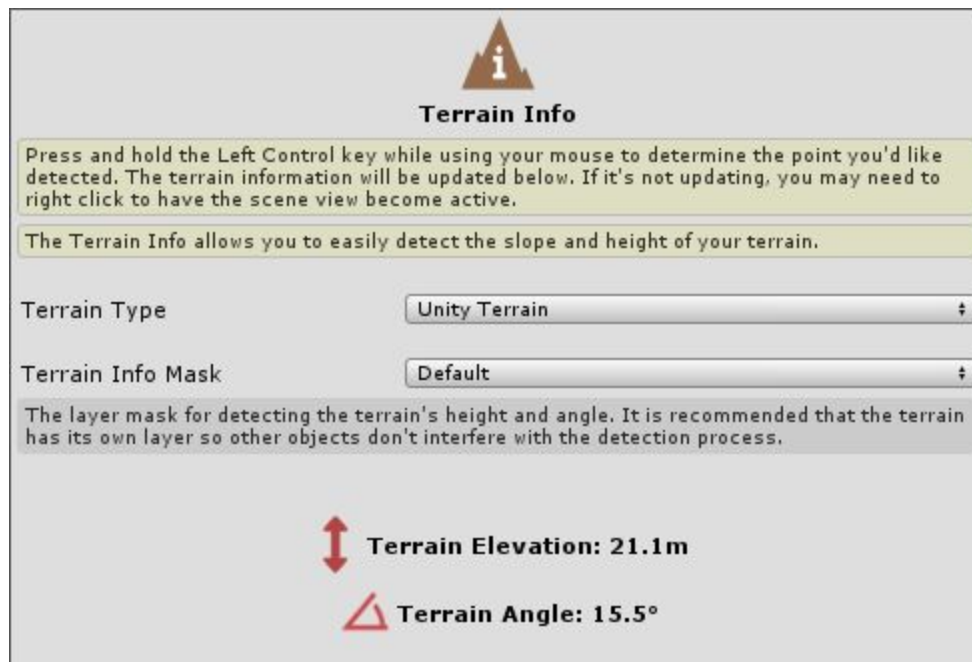 Terrain Info
Press and hold the Left Control key while using your mouse to determine the point you'd like
detected. The terrain information will be updated below. If it's not updating, you may need to
right click to have the scene view become active.
The Terrain Info allows you to easily detect the slope and height of your terrain.
Terrain Type
Unity Terrain
Terrain Info Mask
Default
The layer mask for detecting the terrain's height and angle. It is recommended that the terrain
has its own layer so other objects don't interfere with the detection process.
Terrain Elevation: 21.1m
Terrain Angle: 15.5°